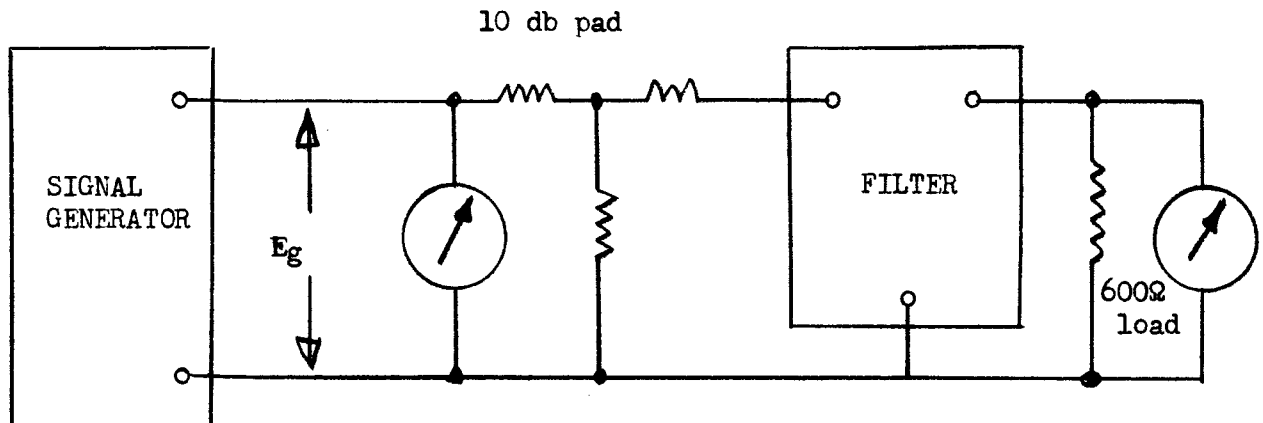 10 db pad
SIGNAL
GENERATOR
Eg
FILTER
600Ω
load